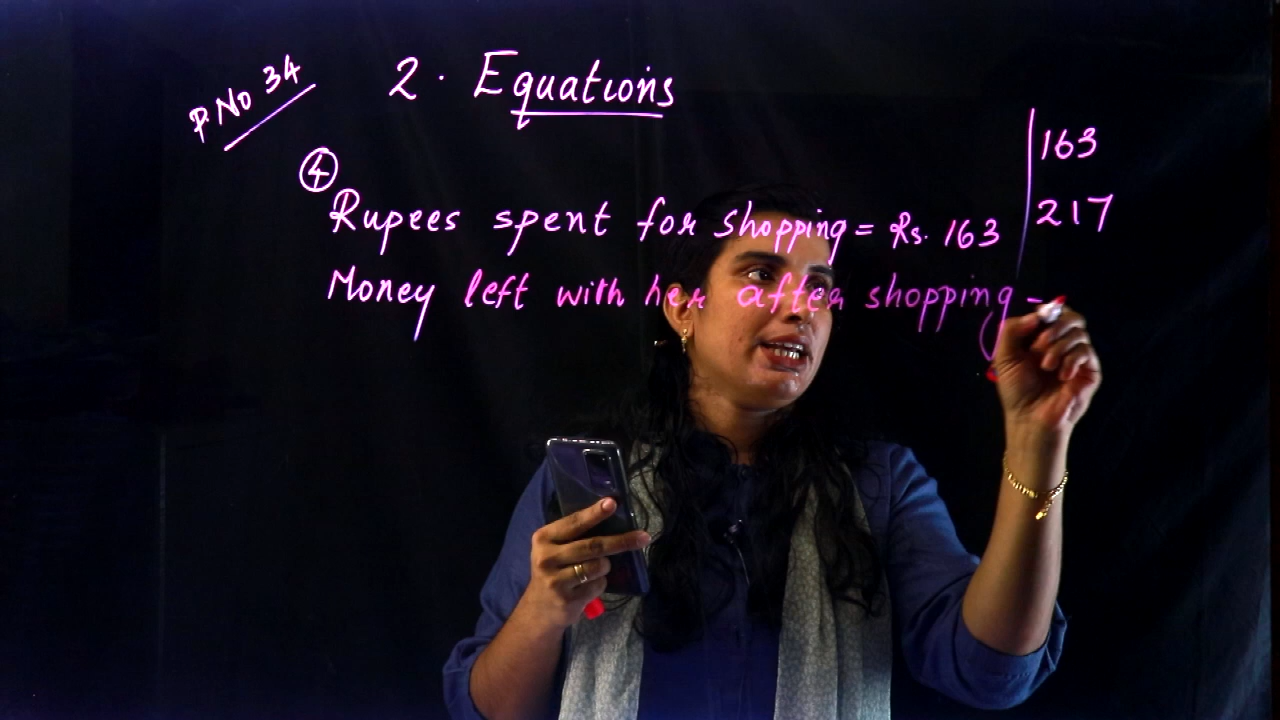 P.No 34
2. Equations
4
Rupees spent for shopping = Rs. 163
Money left with her after shopping -
163
217